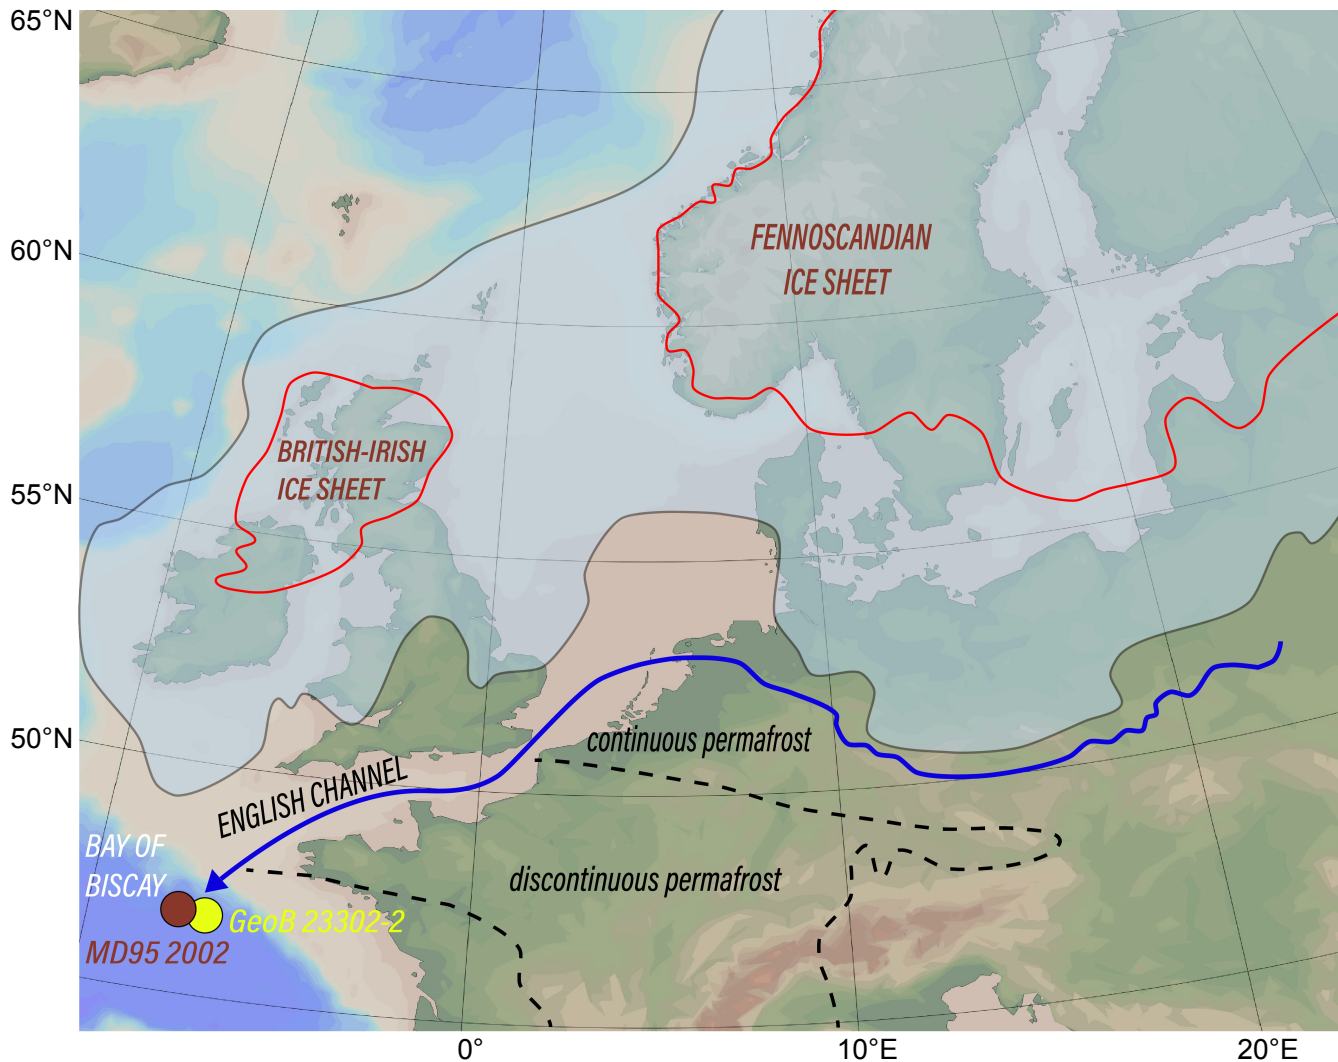 65°N
60°N
FENNOSCANDIAN
ICE SHEET
BRITISH-IRISH
ICE SHEET
55°N
50°N
continuous permafrost
ENGLISH CHANNEL
BAY OF
BISCAY
discontinuous permafrost
GeoB 23302-2
MD95 2002
0°
10°E
20°E